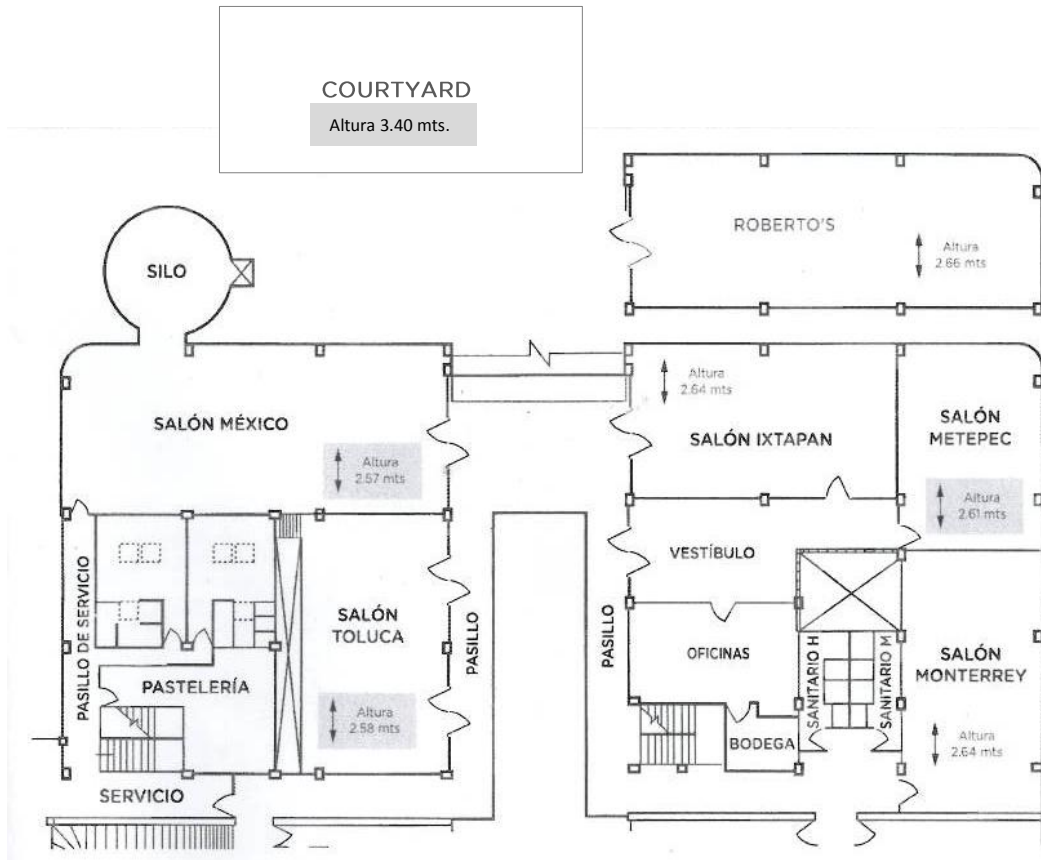 COURTYARD
Altura 3.40 mts.
ROBERTO'S
Altura
2.66 mts
SILO
Altura
2.64 mts
SALÓN MÉXICO
SALÓN IXTAPAN
SALÓN
METEPEC
Altura
2.57 mts
Altura
2.61 mts
VESTÍBULO
PASILLO DE SERVICIO
SALÓN
TOLUCA
PASILLO
PASILLO
OFICINAS
SANITARIO H
SANITARIO M
SALÓN
MONTERREY
PASTELERÍA
Altura
2.58 mts
BODEGA
Altura
2.64 mts
SERVICIO